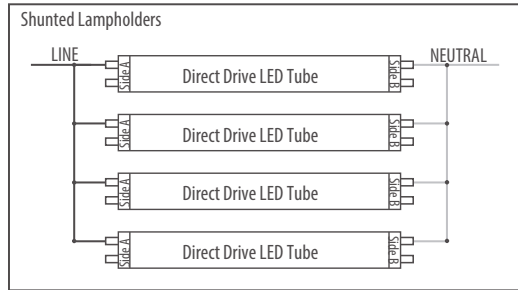 Shunted Lampholders
LINE
NEUTRAL
Side A
Direct Drive LED Tube
Side B
Side A
Direct Drive LED Tube
Side B
Side A
Direct Drive LED Tube
Side B
Side A
Direct Drive LED Tube
Side B